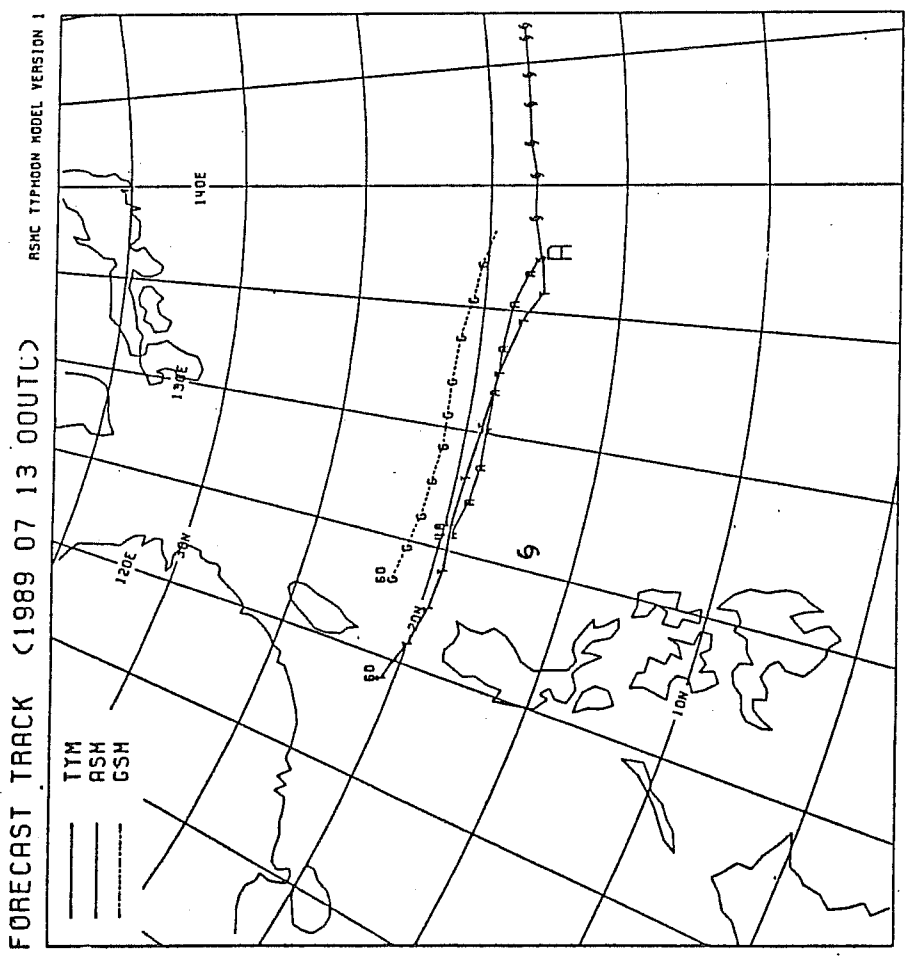 FORECAST TRACK (1989 07 13 00UTC)
RSMC TYPHOON MODEL VERSION 1
TYM
ASM
GSM
120E
130E
140E
30N
20N
10N
60
60
48
A